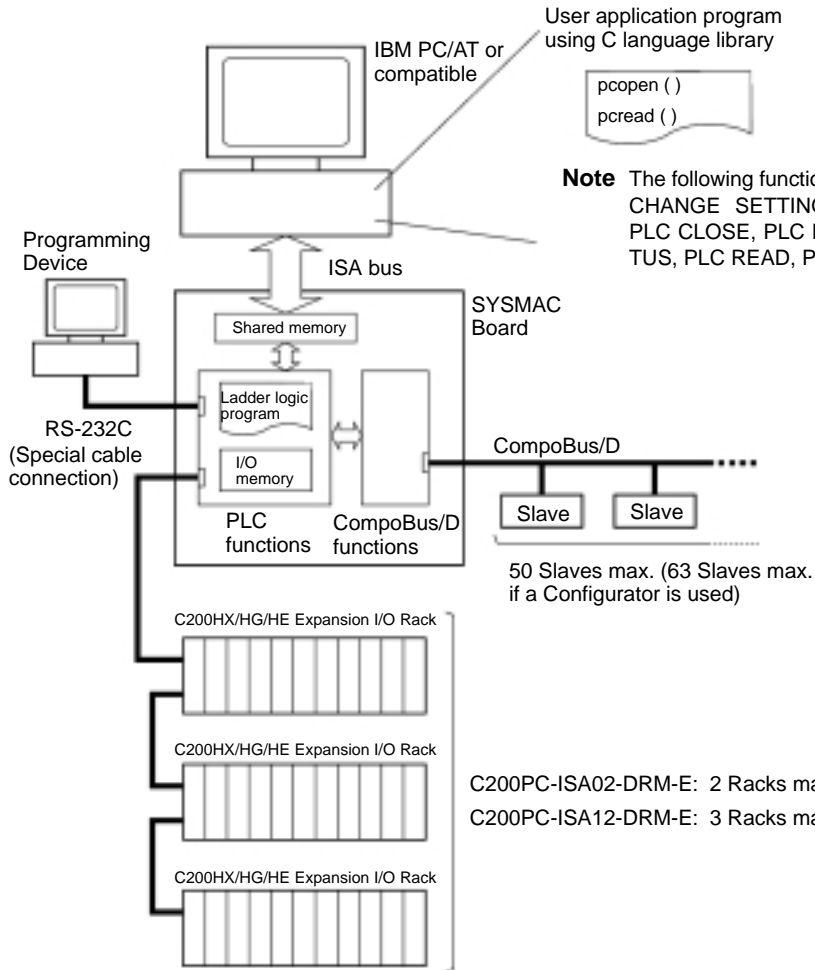 User application program
using C language library
IBM PC/AT or
compatible
pcopen ( )
pcread ( )
Note The following function
CHANGE SETTING
PLC CLOSE, PLC
TUS, PLC READ,
Programming
Device
ISA bus
SYSMAC
Board
Shared memory
Ladder logic
program
RS-232C
(Special cable
connection)
I/O
memory
CompoBus/D
PLC
functions
CompoBus/D
functions
Slave
Slave
50 Slaves max. (63 Slaves max.
if a Configurator is used)
C200HX/HG/HE Expansion I/O Rack
C200HX/HG/HE Expansion I/O Rack
C200PC-ISA02-DRM-E: 2 Racks ma
C200PC-ISA12-DRM-E: 3 Racks ma
C200HX/HG/HE Expansion I/O Rack